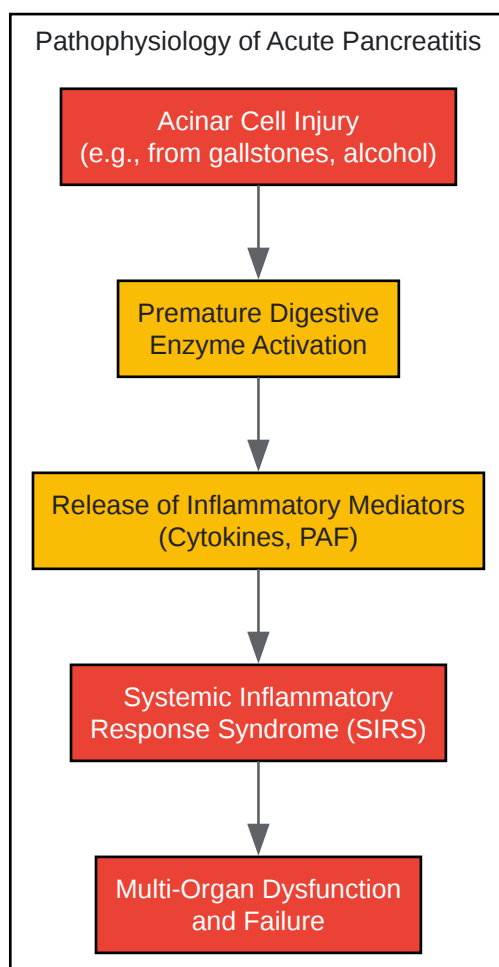 Pathophysiology of Acute Pancreatitis
Acinar Cell Injury
(e.g., from gallstones, alcohol)
Premature Digestive
Enzyme Activation
Release of Inflammatory Mediators
(Cytokines, PAF)
Systemic Inflammatory
Response Syndrome (SIRS)
Multi-Organ Dysfunction
and Failure